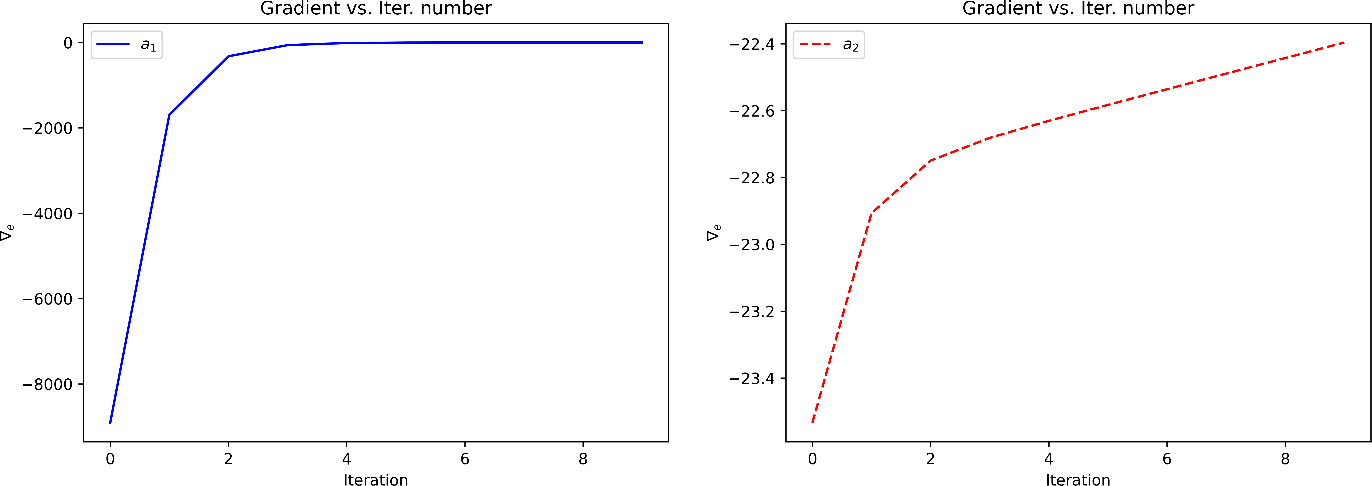 Gradient vs. Iter. number
a₁
0
−2000
−4000
−6000
−8000
∇ₑ
0 2 4 6 8
Iteration
Gradient vs. Iter. number
a₂
−22.4
−22.6
−22.8
−23.0
−23.2
−23.4
∇ₑ
0 2 4 6 8
Iteration